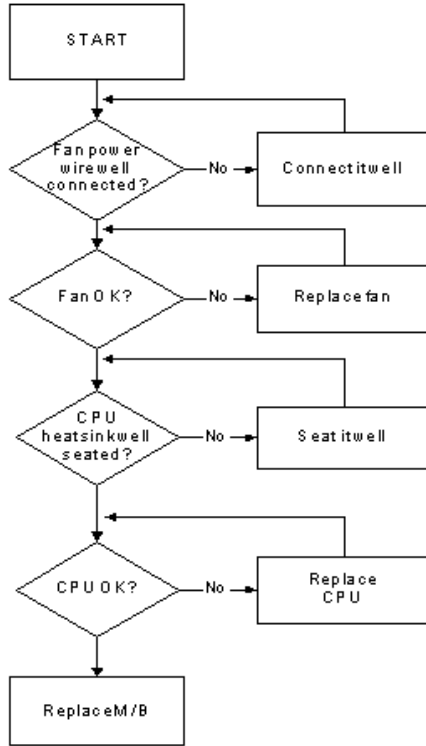 START
Fan power
wire well
connected?
No
Connect it well
Fan OK?
No
Replace fan
CPU
heatsink well
seated?
No
Seat it well
CPU OK?
No
Replace
CPU
Replace M/B